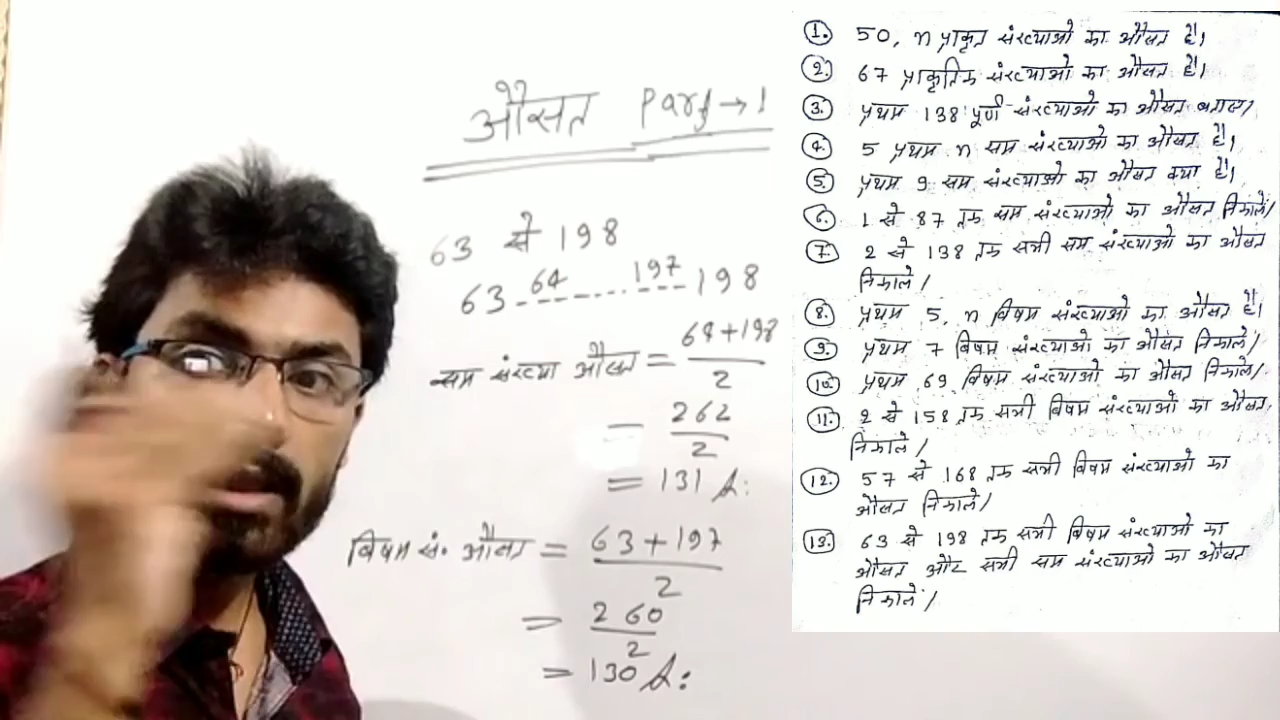 औसत Part → 1
63 से 198
63 - 64 ...... 197 - 198
सम संख्या औसत = 64+198 / 2
= 262 / 2
= 131 A:
विषम सं. औसत = 63+197 / 2
= 260 / 2
= 130 A:
1. 50, n प्राकृत संख्याओ का औसत है।
2. 67 प्राकृतिक संख्याओ का औसत है।
3. प्रथम 138 पूर्ण संख्याओ का औसत
4. 5 प्रथम n सम संख्याओ का औसत है।
5. प्रथम 9 सम संख्याओ का औसत क्या है।
6. 1 से 87 तक सम संख्याओ का औसत निकाले।
7. 2 से 138 तक सभी सम संख्याओ का औसत
निकाले।
8. प्रथम 5, n विषम संख्याओ का औसत है।
9. प्रथम 7 विषम संख्याओ का औसत निकाले।
10. प्रथम 69 विषम संख्याओ का औसत निकाले।
11. 2 से 158 तक सभी विषम संख्याओ का औसत
निकाले।
12. 57 से 168 तक सभी विषम संख्याओ का
औसत निकाले।
13. 63 से 198 तक सभी विषम संख्याओ का
औसत और सभी सम संख्याओ का औसत
निकाले।